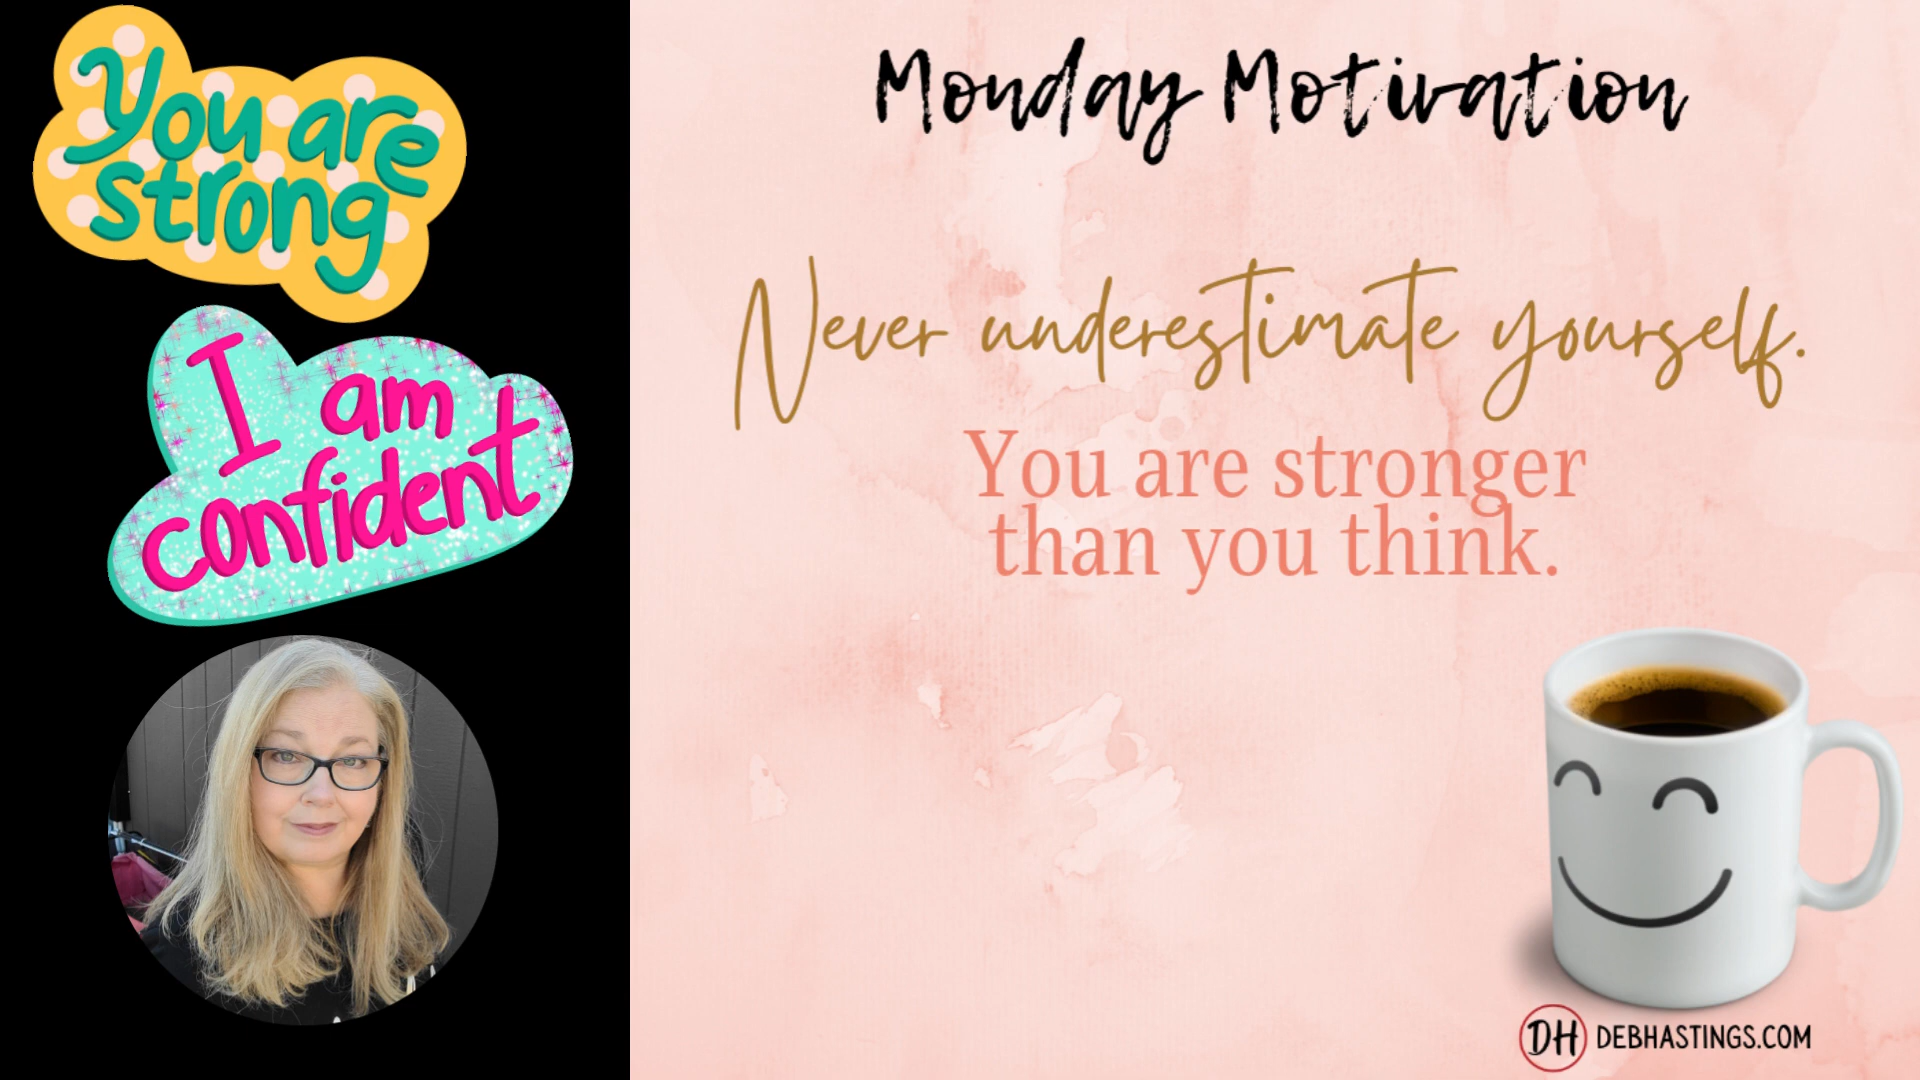 You are
strong
I am
confident
Monday Motivation
Never underestimate yourself.
You are stronger
than you think.
DH DEBHASTINGS.COM